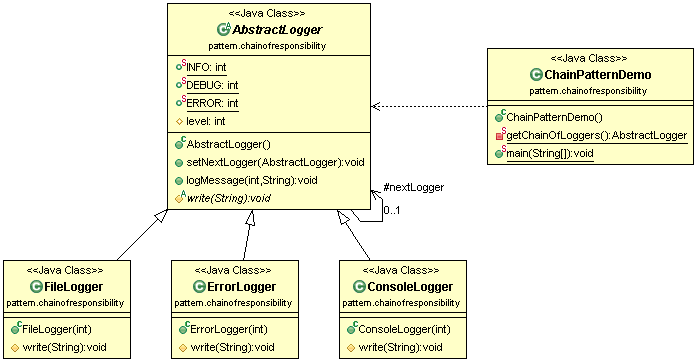 <<Java Class>>
AbstractLogger
pattern.chainofresponsibility
INFO: int
DEBUG: int
ERROR: int
level: int
AbstractLogger()
setNextLogger(AbstractLogger):void
logMessage(int,String):void
write(String):void
<<Java Class>>
ChainPatternDemo
pattern.chainofresponsibility
ChainPatternDemo()
getChainOfLoggers():AbstractLogger
main(String[]):void
#nextLogger
0..1
<<Java Class>>
FileLogger
pattern.chainofresponsibility
FileLogger(int)
write(String):void
<<Java Class>>
ErrorLogger
pattern.chainofresponsibility
ErrorLogger(int)
write(String):void
<<Java Class>>
ConsoleLogger
pattern.chainofresponsibility
ConsoleLogger(int)
write(String):void